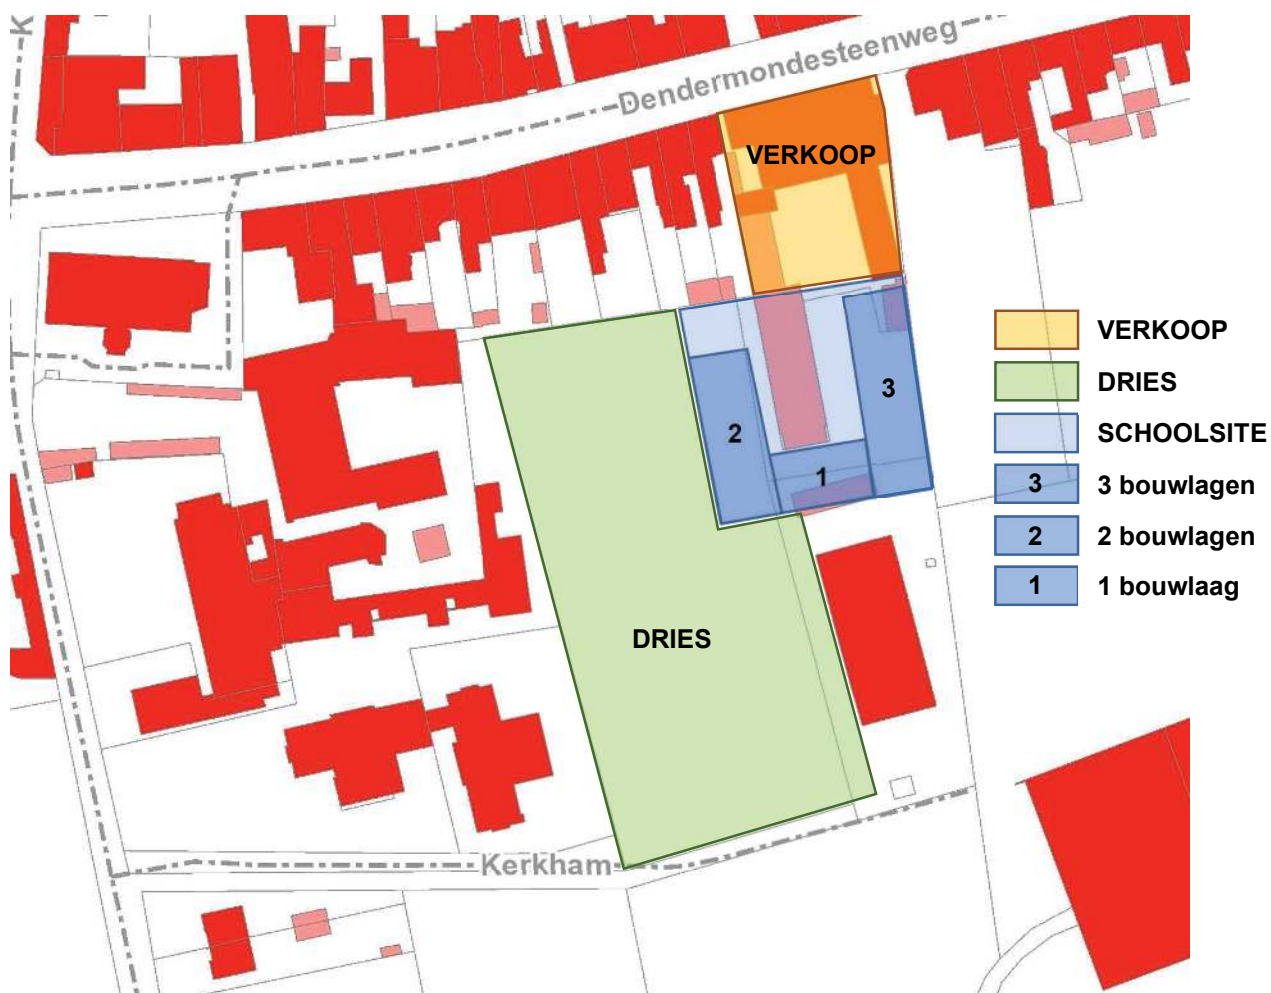 K
Dendermondesteenweg
VERKOOP
3
2
1
DRIES
Kerkham
VERKOOP
DRIES
SCHOOLSITE
3 3 bouwlagen
2 2 bouwlagen
1 1 bouwlaag